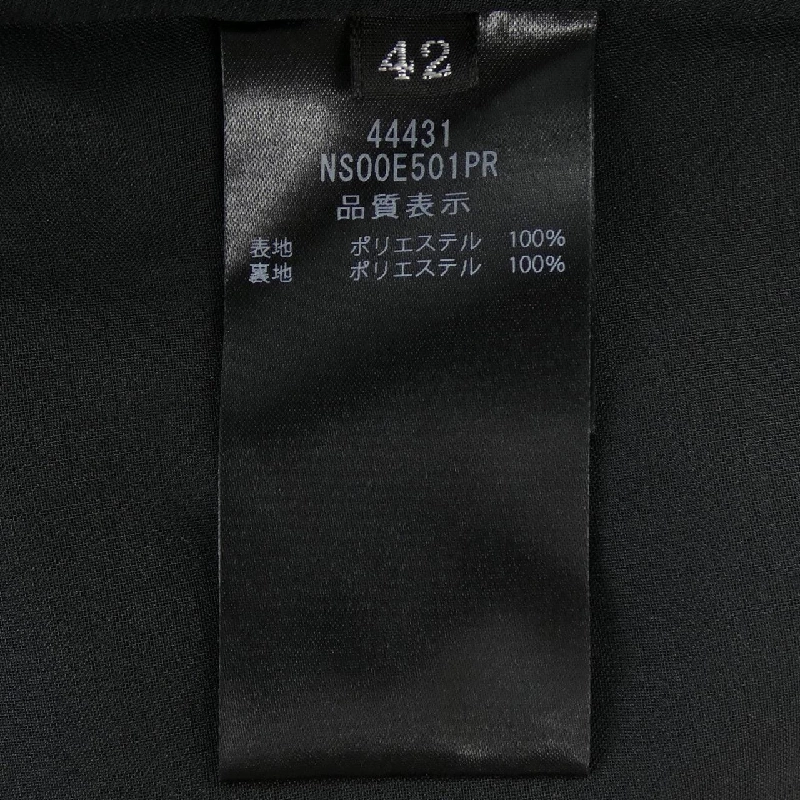 42
44431
NS00E501PR
品質表示
表地 ポリエステル 100%
裏地 ポリエステル 100%